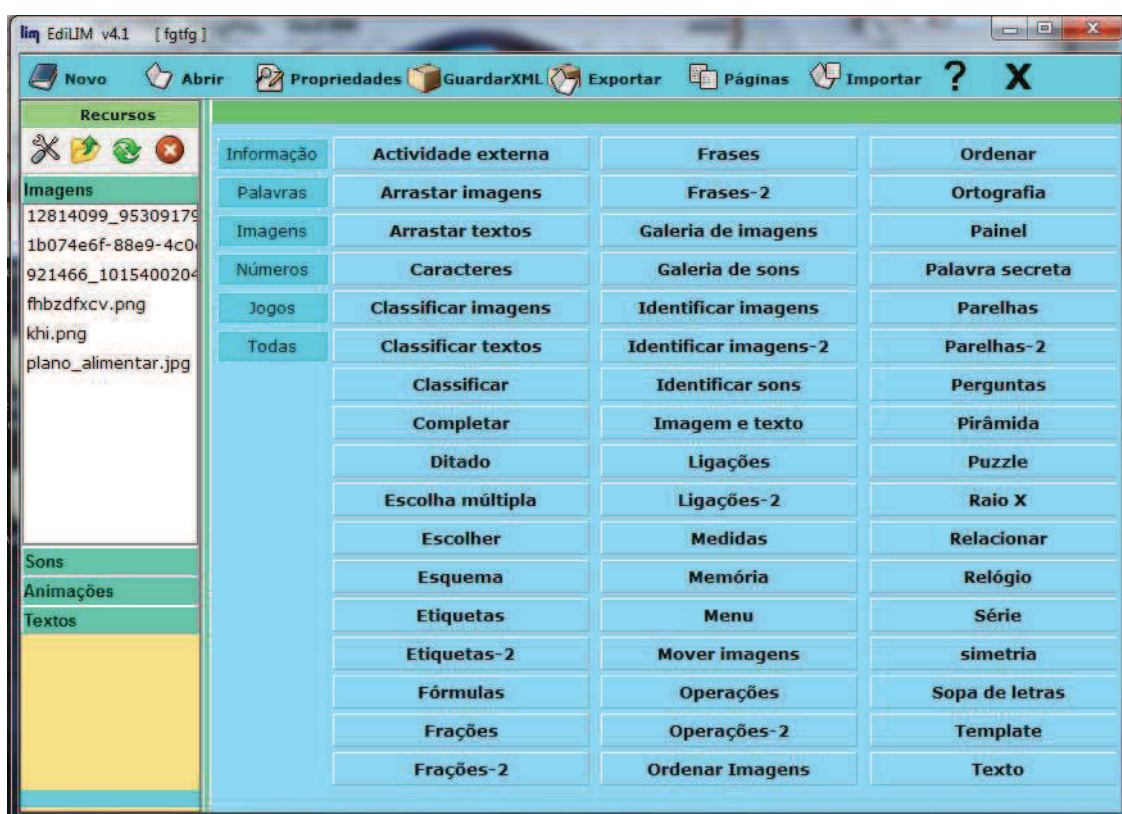 lim EdiLIM v4.1 [ fgtfg ]
Novo Abrir Propriedades GuardarXML Exportar Páginas Importar ? X
Recursos
Imagens
12814099_95309179
1b074e6f-88e9-4c0
921466_1015400204
fhbzdfxcv.png
khi.png
plano_alimentar.jpg
Sons
Animações
Textos
Informação
Palavras
Imagens
Números
Jogos
Todas
Actividade externa
Arrastar imagens
Arrastar textos
Caracteres
Classificar imagens
Classificar textos
Classificar
Completar
Ditado
Escolha múltipla
Escolher
Esquema
Etiquetas
Etiquetas-2
Fórmulas
Frações
Frações-2
Frases
Frases-2
Galeria de imagens
Galeria de sons
Identificar imagens
Identificar imagens-2
Identificar sons
Imagem e texto
Ligações
Ligações-2
Medidas
Memória
Menu
Mover imagens
Operações
Operações-2
Ordenar Imagens
Ordenar
Ortografia
Painel
Palavra secreta
Parelhas
Parelhas-2
Perguntas
Pirâmida
Puzzle
Raio X
Relacionar
Relógio
Série
simetria
Sopa de letras
Template
Texto